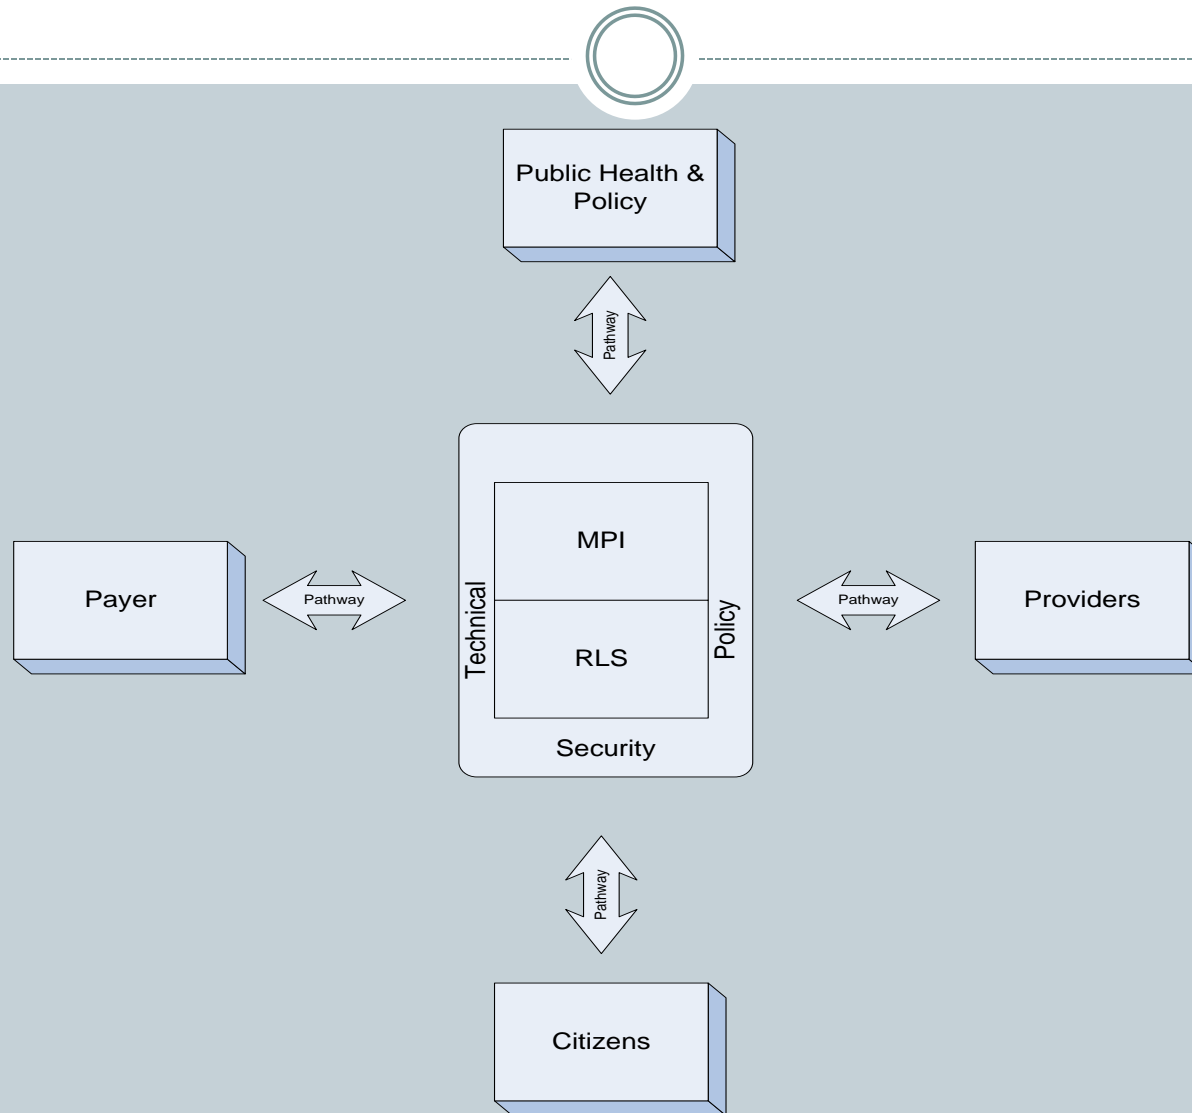 Public Health &
Policy
Pathway
MPI
Payer
Pathway
Technical
Policy
Pathway
Providers
RLS
Security
Pathway
Citizens